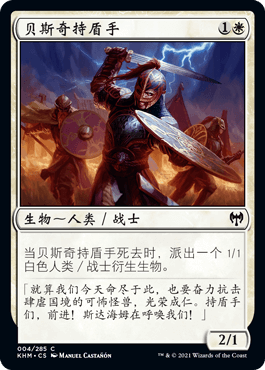 贝斯奇持盾手 1
生物～人类 / 战士
当贝斯奇持盾手死去时，派出一个 1/1
白色人类 / 战士衍生生物。
「就算我们今天命尽于此，也要奋力抗击
肆虐国境的可怖怪兽，光荣成仁。持盾手
们，前进！斯达海姆在呼唤我们！」
2/1
004/285 C
KHM • CS MANUEL CASTAÑÓN
™ & © 2021 Wizards of the Coast